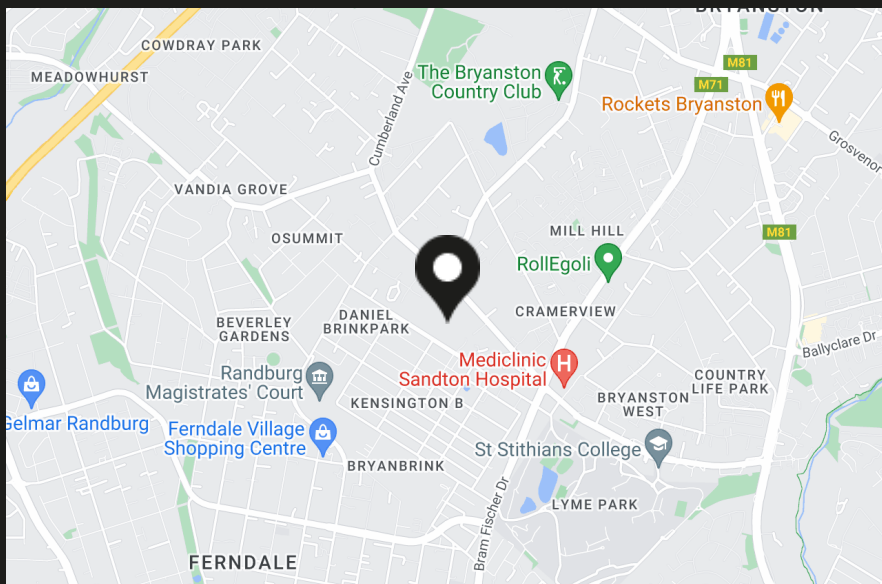 BRYANSTON
COWDRAY PARK
MEADOWHURST
M81
The Bryanston
Country Club
M71
Rockets Bryanston
Cumberland Ave
Grosvenor
VANDIA GROVE
OSUMMIT
MILL HILL
M81
RollEgoli
DANIEL
BRINKPARK
CRAMERVIEW
BEVERLEY
GARDENS
Ballyclare Dr
Mediclinic
Sandton Hospital
Randburg
Magistrates' Court
COUNTRY
LIFE PARK
KENSINGTON B
BRYANSTON
WEST
Gelmar Randburg
Ferndale Village
Shopping Centre
St Stithians College
BRYANBRINK
LYME PARK
Bram Fischer Dr
FERNDALE